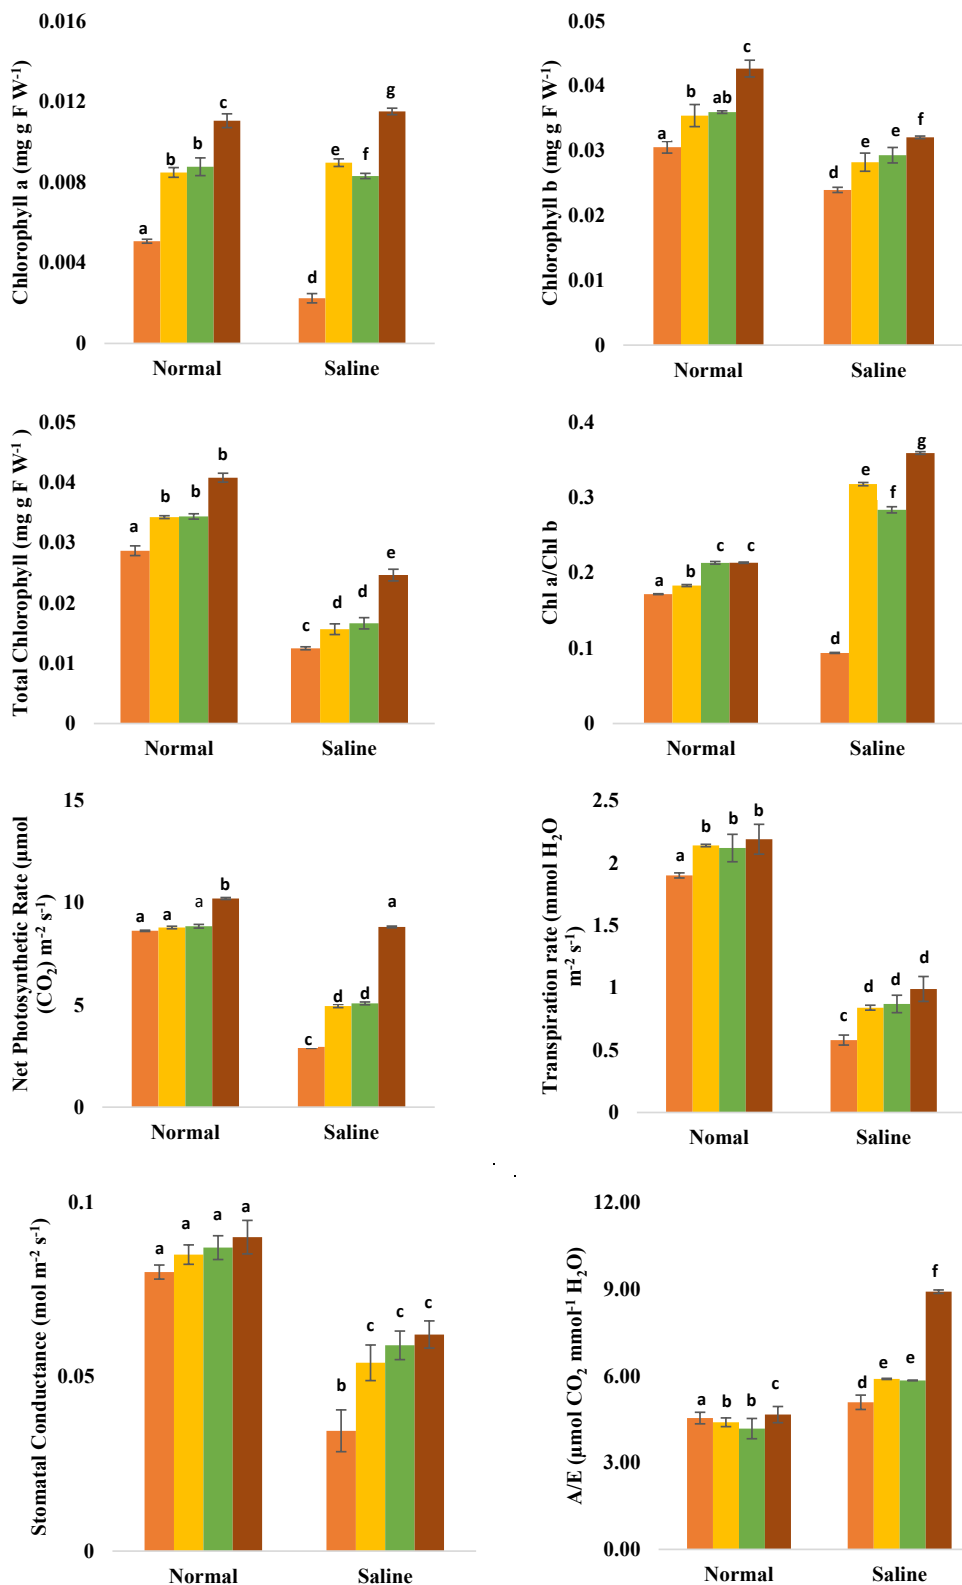 Chlorophyll a (mg g F W-1)
0.016
0.012
0.008
0.004
0
a
b
b
c
d
e
f
g
Normal
Saline
Chlorophyll b (mg g F W-1)
0.05
0.04
0.03
0.02
0.01
0
a
b
ab
c
d
e
e
f
Normal
Saline
Total Chlorophyll (mg g F W-1 )
0.05
0.04
0.03
0.02
0.01
0
a
b
b
b
c
d
d
e
Normal
Saline
Chl a/Chl b
0.4
0.3
0.2
0.1
0
a
b
c
c
d
e
f
g
Normal
Saline
Net Photosynthetic Rate (µmol
(CO2) m-2 s-1)
15
10
5
0
a
a
a
b
c
d
d
a
Normal
Saline
Transpiration rate (mmol H2O
m-2 s-1)
2.5
2
1.5
1
0.5
0
a
b
b
b
c
d
d
d
Nomal
Saline
Stomatal Conductance (mol m-2 s-1)
0.1
0.05
0
a
a
a
a
b
c
c
c
Normal
Saline
A/E (µmol CO2 mmol-1 H2O)
12.00
9.00
6.00
3.00
0.00
a
b
b
c
d
e
e
f
Normal
Saline